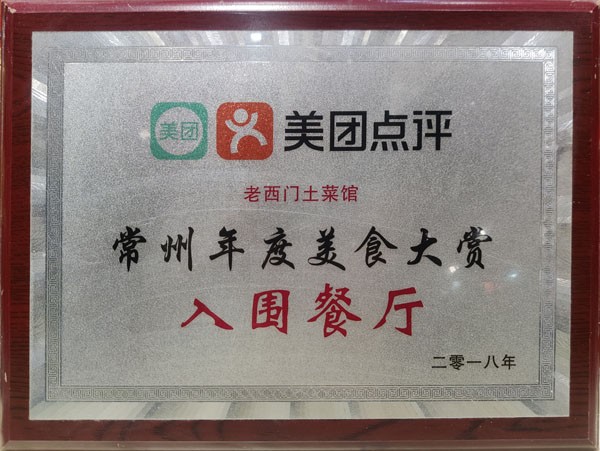 美团 美团点评
老西门土菜馆
常州年度美食大赏
入围餐厅
二零一八年